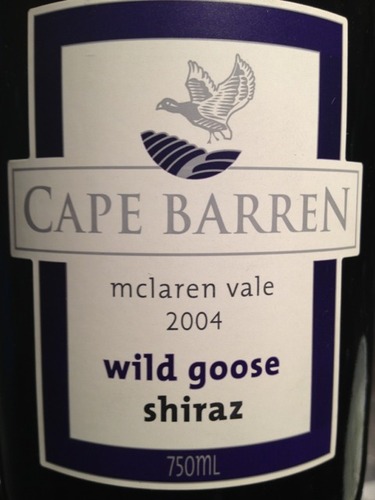 CAPE BARREN
mclaren vale
2004
wild goose
shiraz
750ML